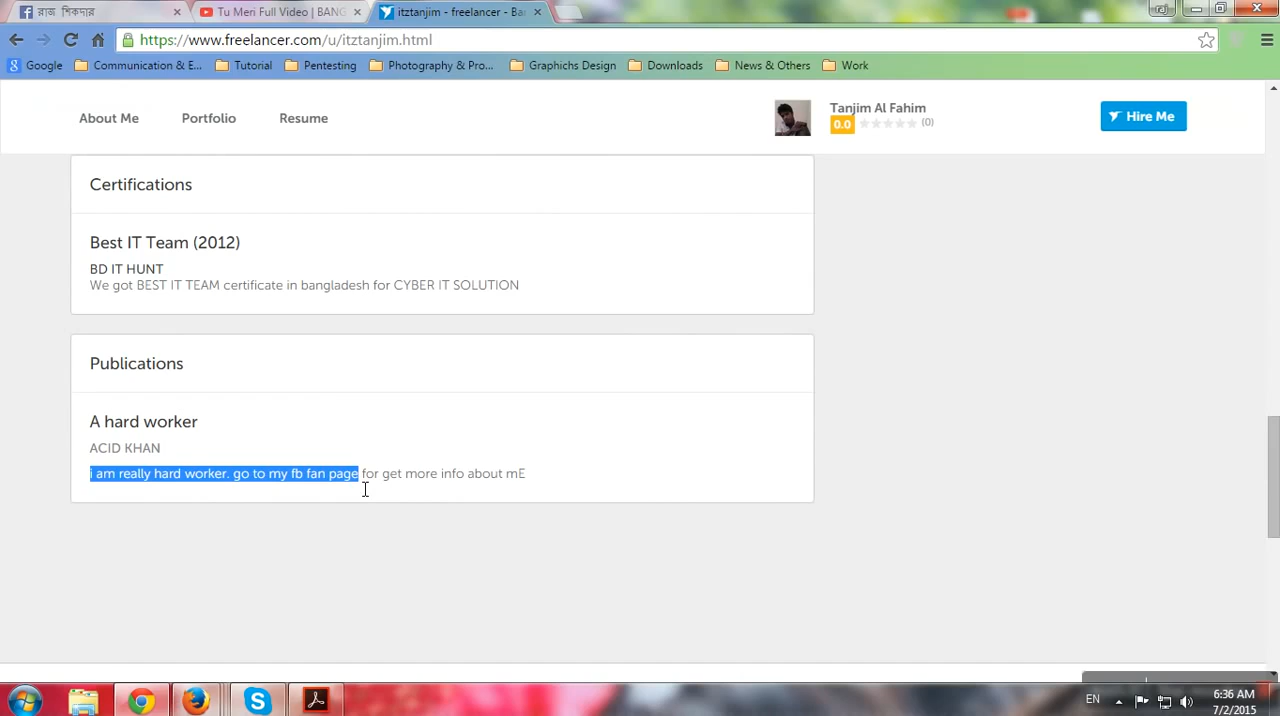 রাজ শিকদার
Tu Meri Full Video | BANG
itztanjim - freelancer - Ba
https://www.freelancer.com/u/itztanjim.html
Google Communication & E... Tutorial Pentesting Photography & Pro... Graphichs Design Downloads News & Others Work
About Me Portfolio Resume
Tanjim Al Fahim
0.0 (0)
Hire Me
Certifications
Best IT Team (2012)
BD IT HUNT
We got BEST IT TEAM certificate in bangladesh for CYBER IT SOLUTION
Publications
A hard worker
ACID KHAN
i am really hard worker. go to my fb fan page for get more info about mE
EN
6:36 AM
7/2/2015